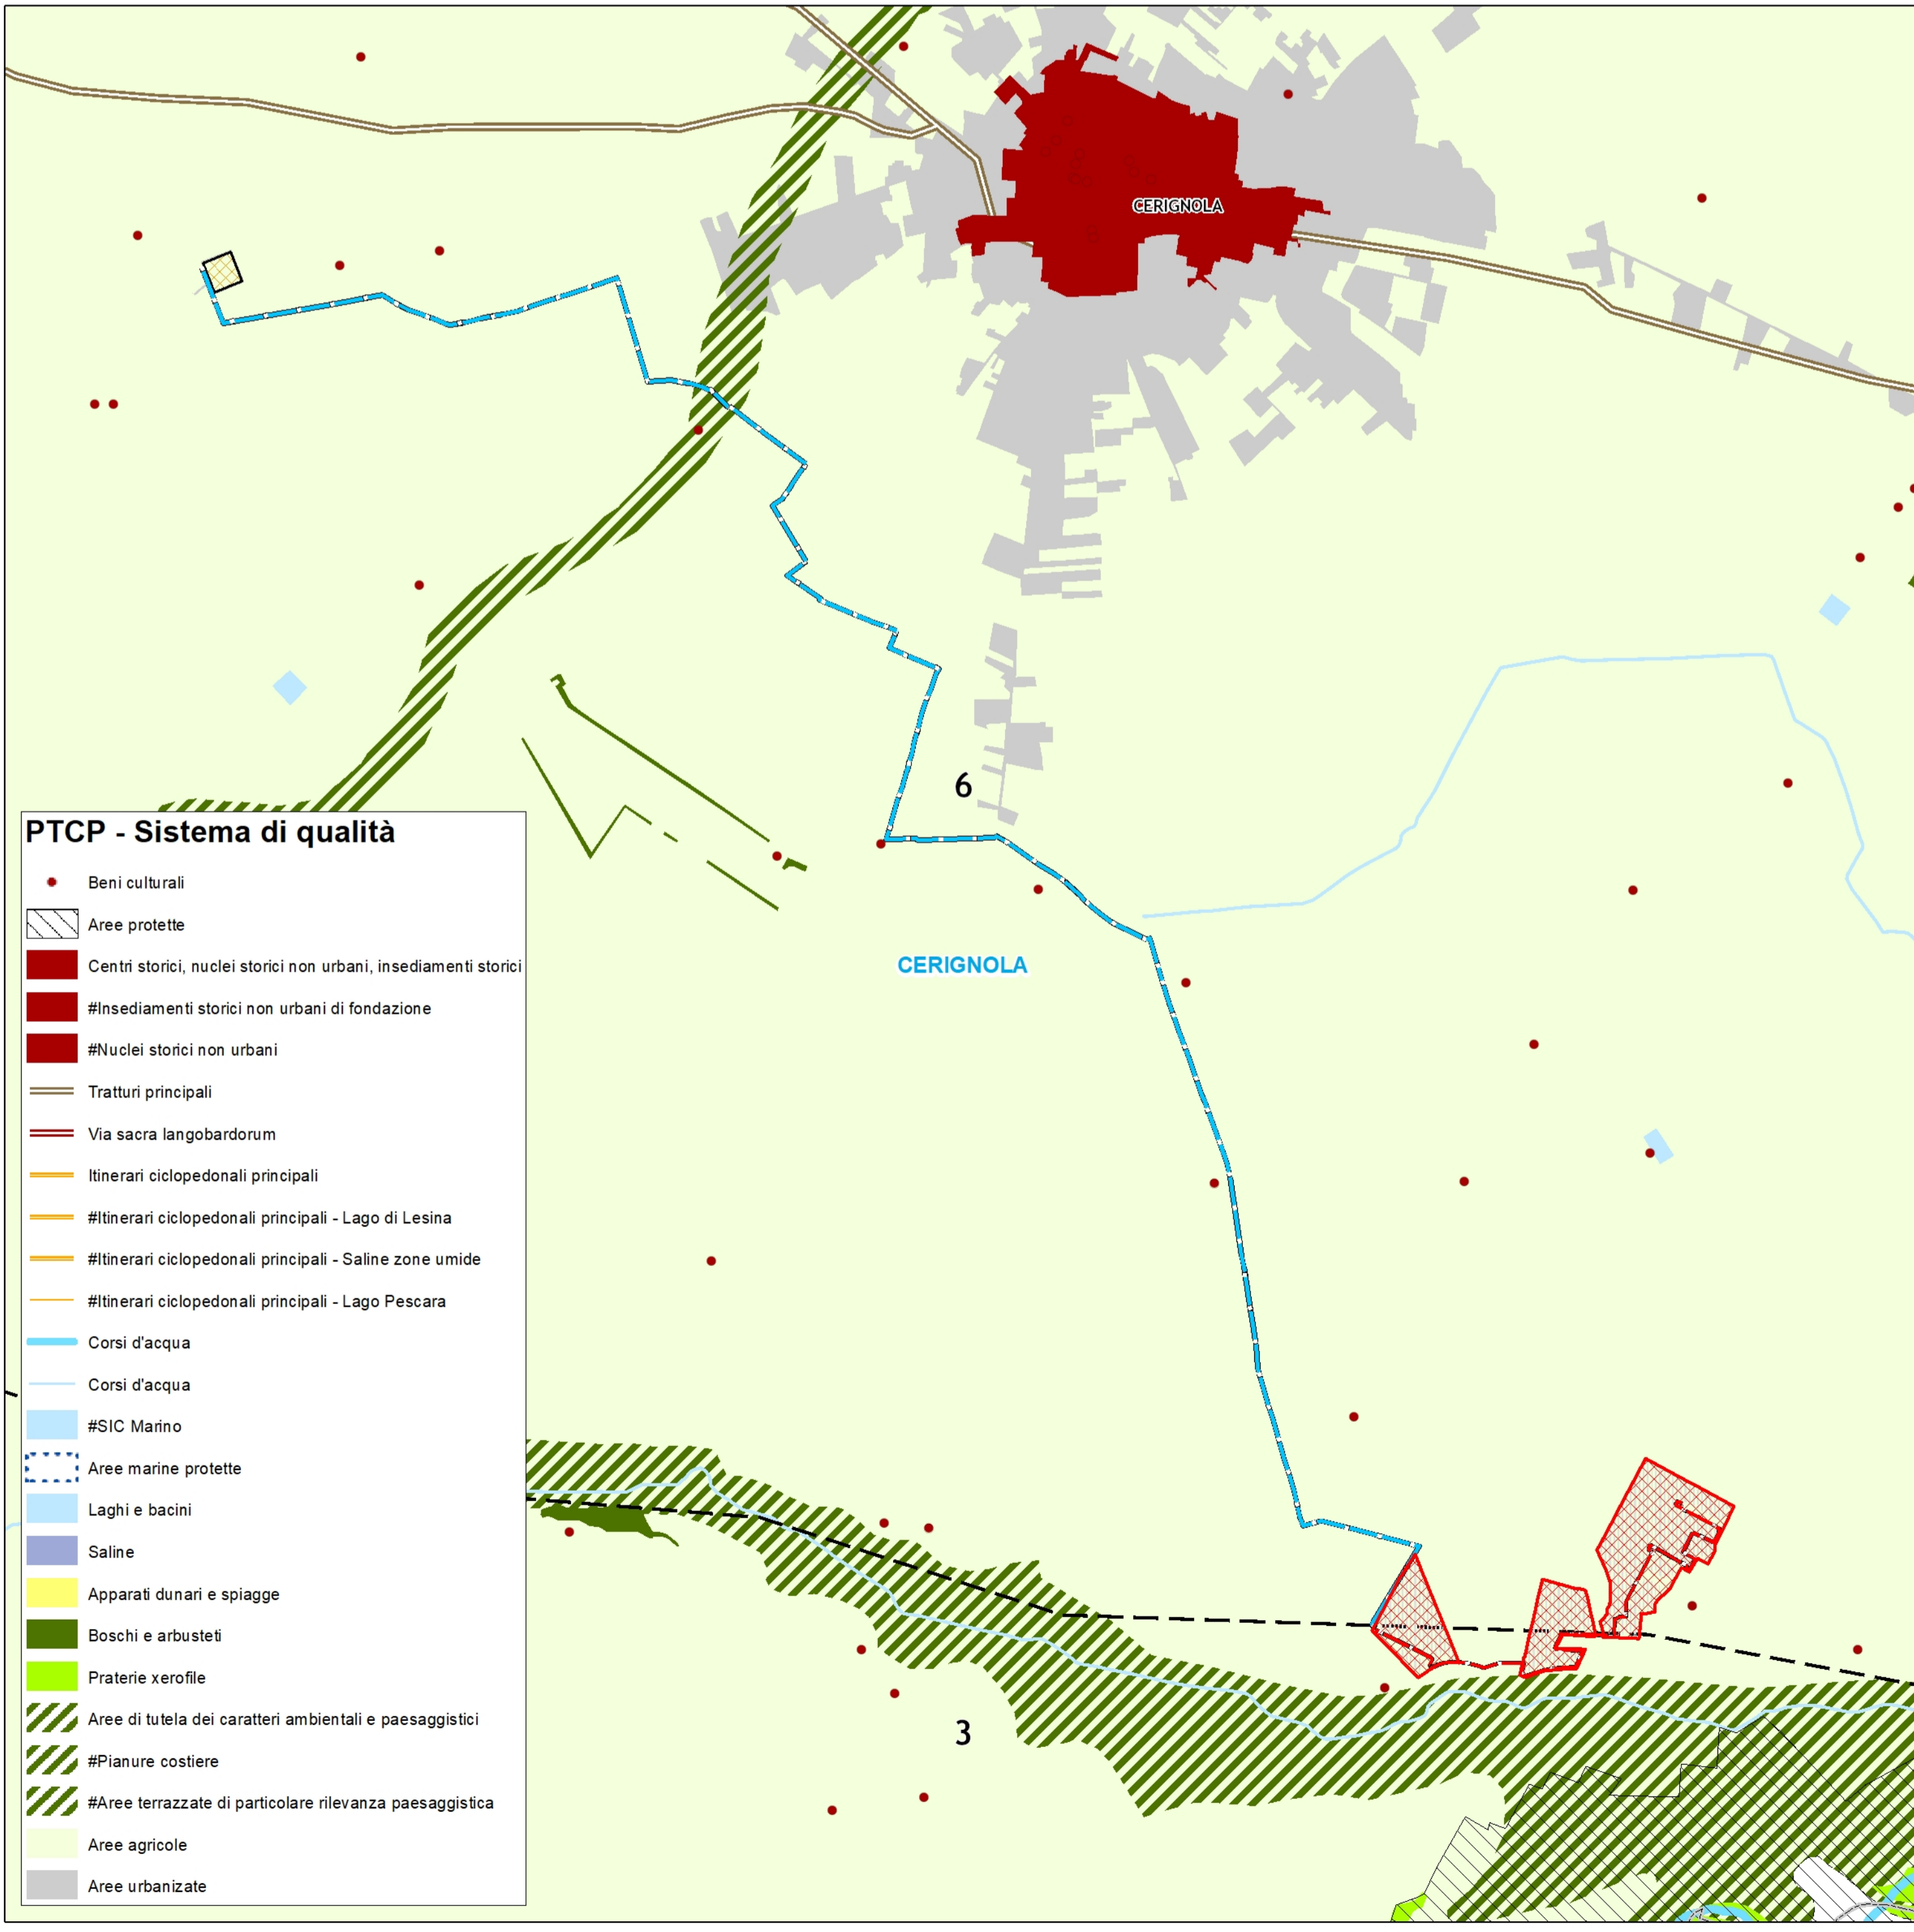 CERIGNOLA
6
PTCP - Sistema di qualità
Beni culturali
Aree protette
CERIGNOLA
Centri storici, nuclei storici non urbani, insediamenti storici
#Insediamenti storici non urbani di fondazione
#Nuclei storici non urbani
Tratturi principali
Via sacra langobardorum
Itinerari ciclopedonali principali
#Itinerari ciclopedonali principali - Lago di Lesina
#Itinerari ciclopedonali principali - Saline zone umide
#Itinerari ciclopedonali principali - Lago Pescara
Corsi d'acqua
Corsi d'acqua
#SIC Marino
Aree marine protette
Laghi e bacini
Saline
Apparati dunari e spiagge
Boschi e arbusteti
Praterie xerofile
Aree di tutela dei caratteri ambientali e paesaggistici
3
#Pianure costiere
#Aree terrazzate di particolare rilevanza paesaggistica
Aree agricole
Aree urbanizate